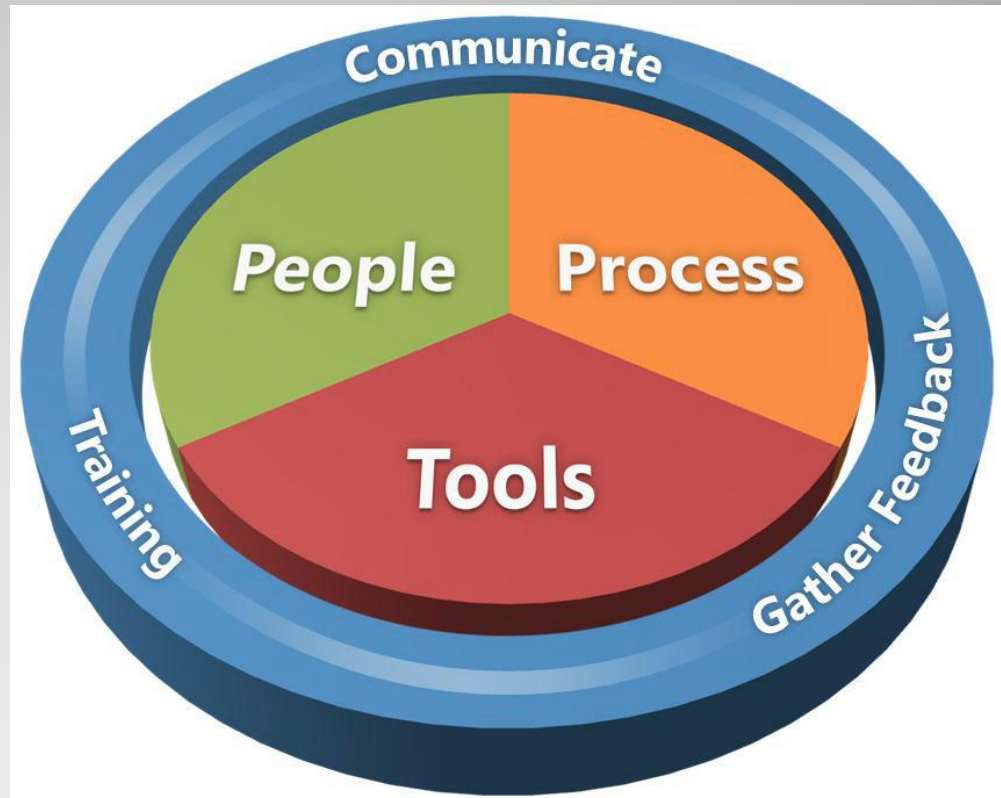 Communicate
People
Process
Tools
Training
Gather Feedback